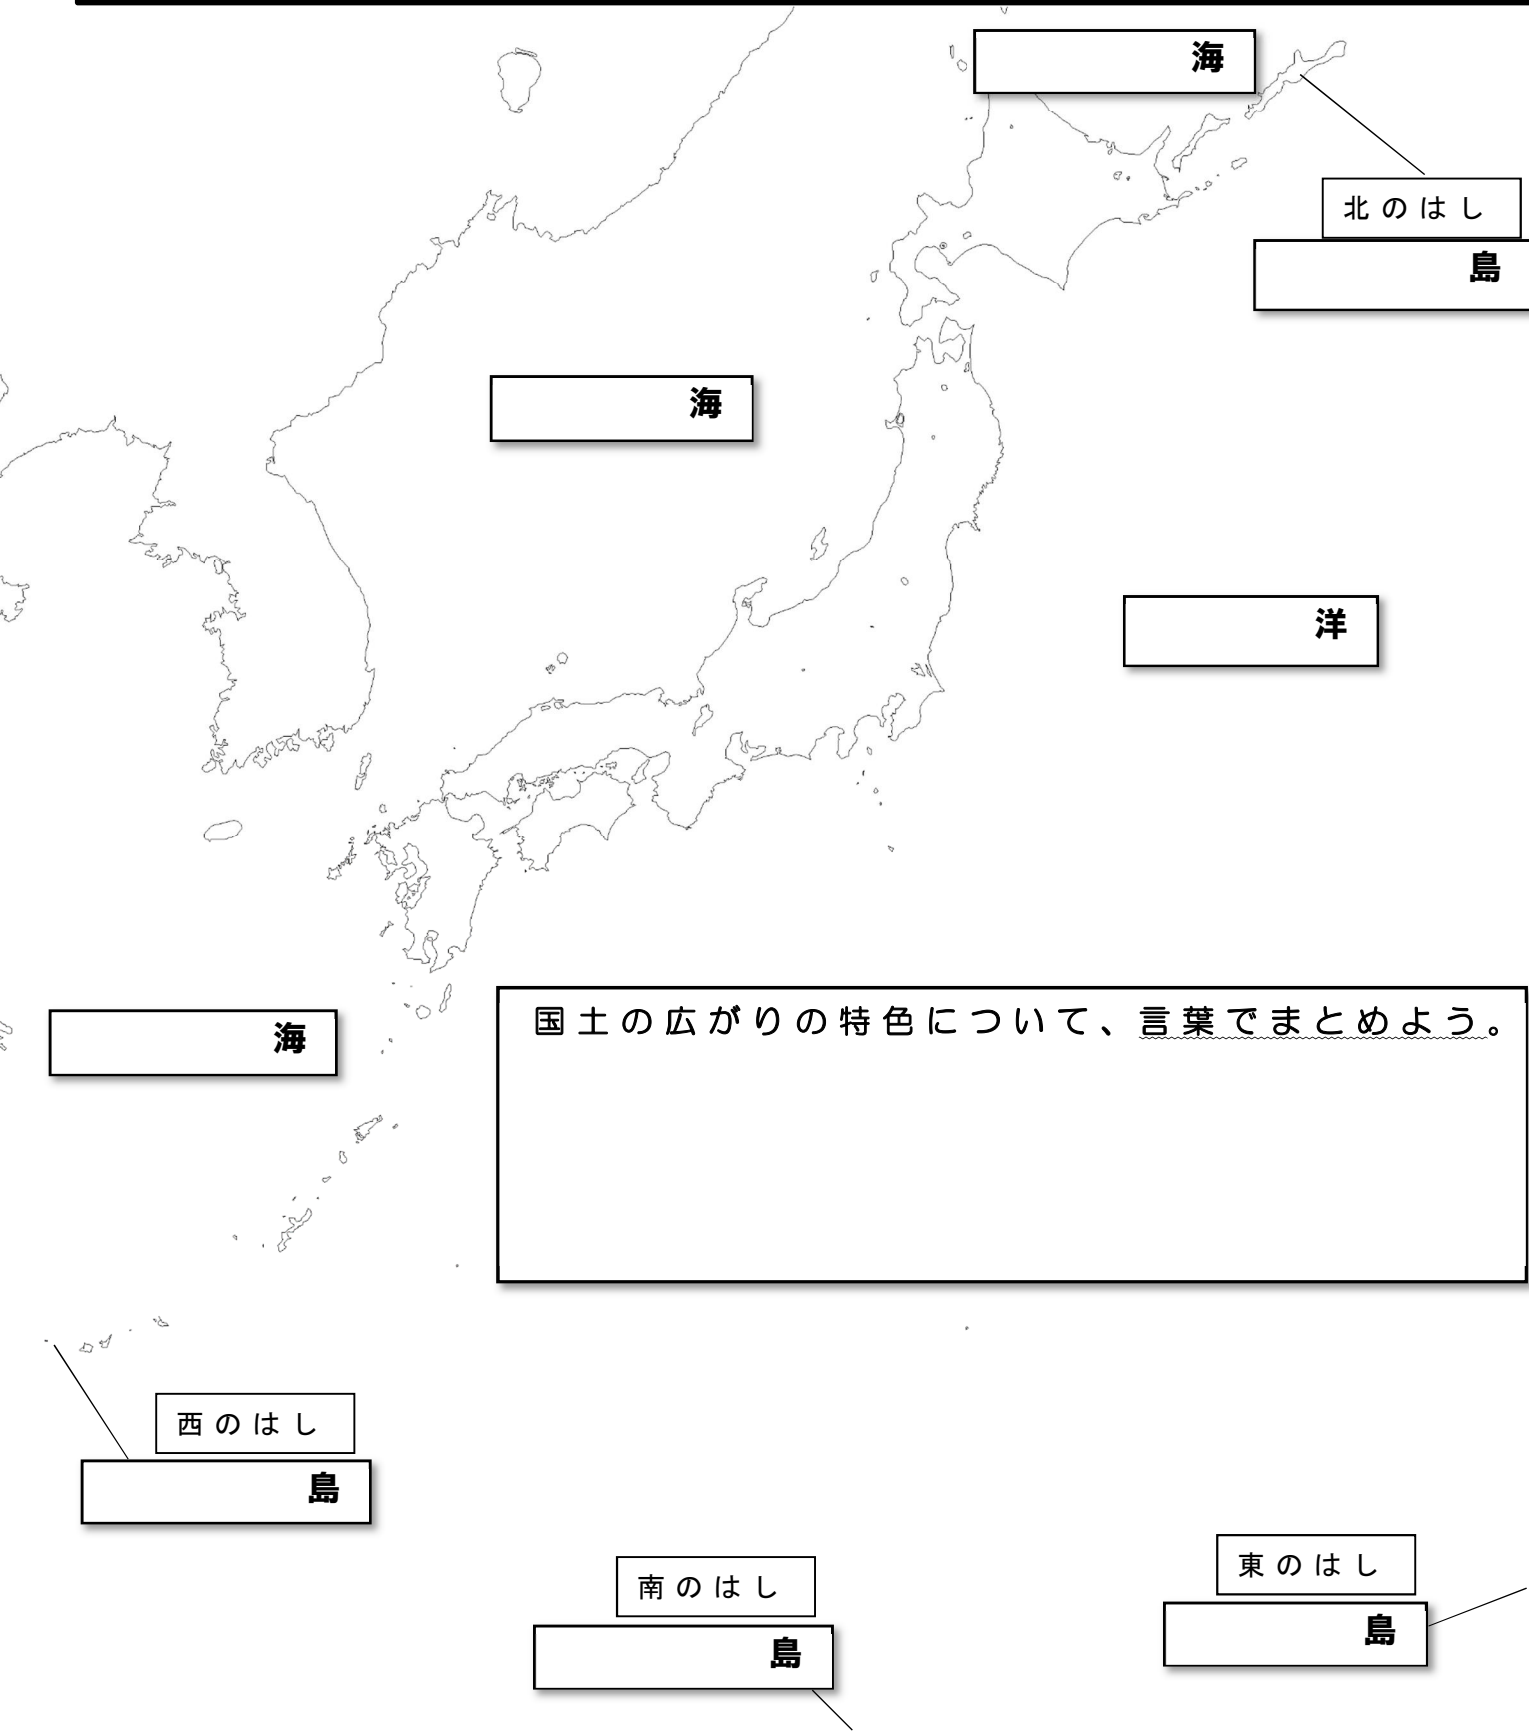 海
北のはし
島
海
洋
海
国土の広がりの特色について、言葉でまとめよう。
西のはし
島
南のはし
島
東のはし
島